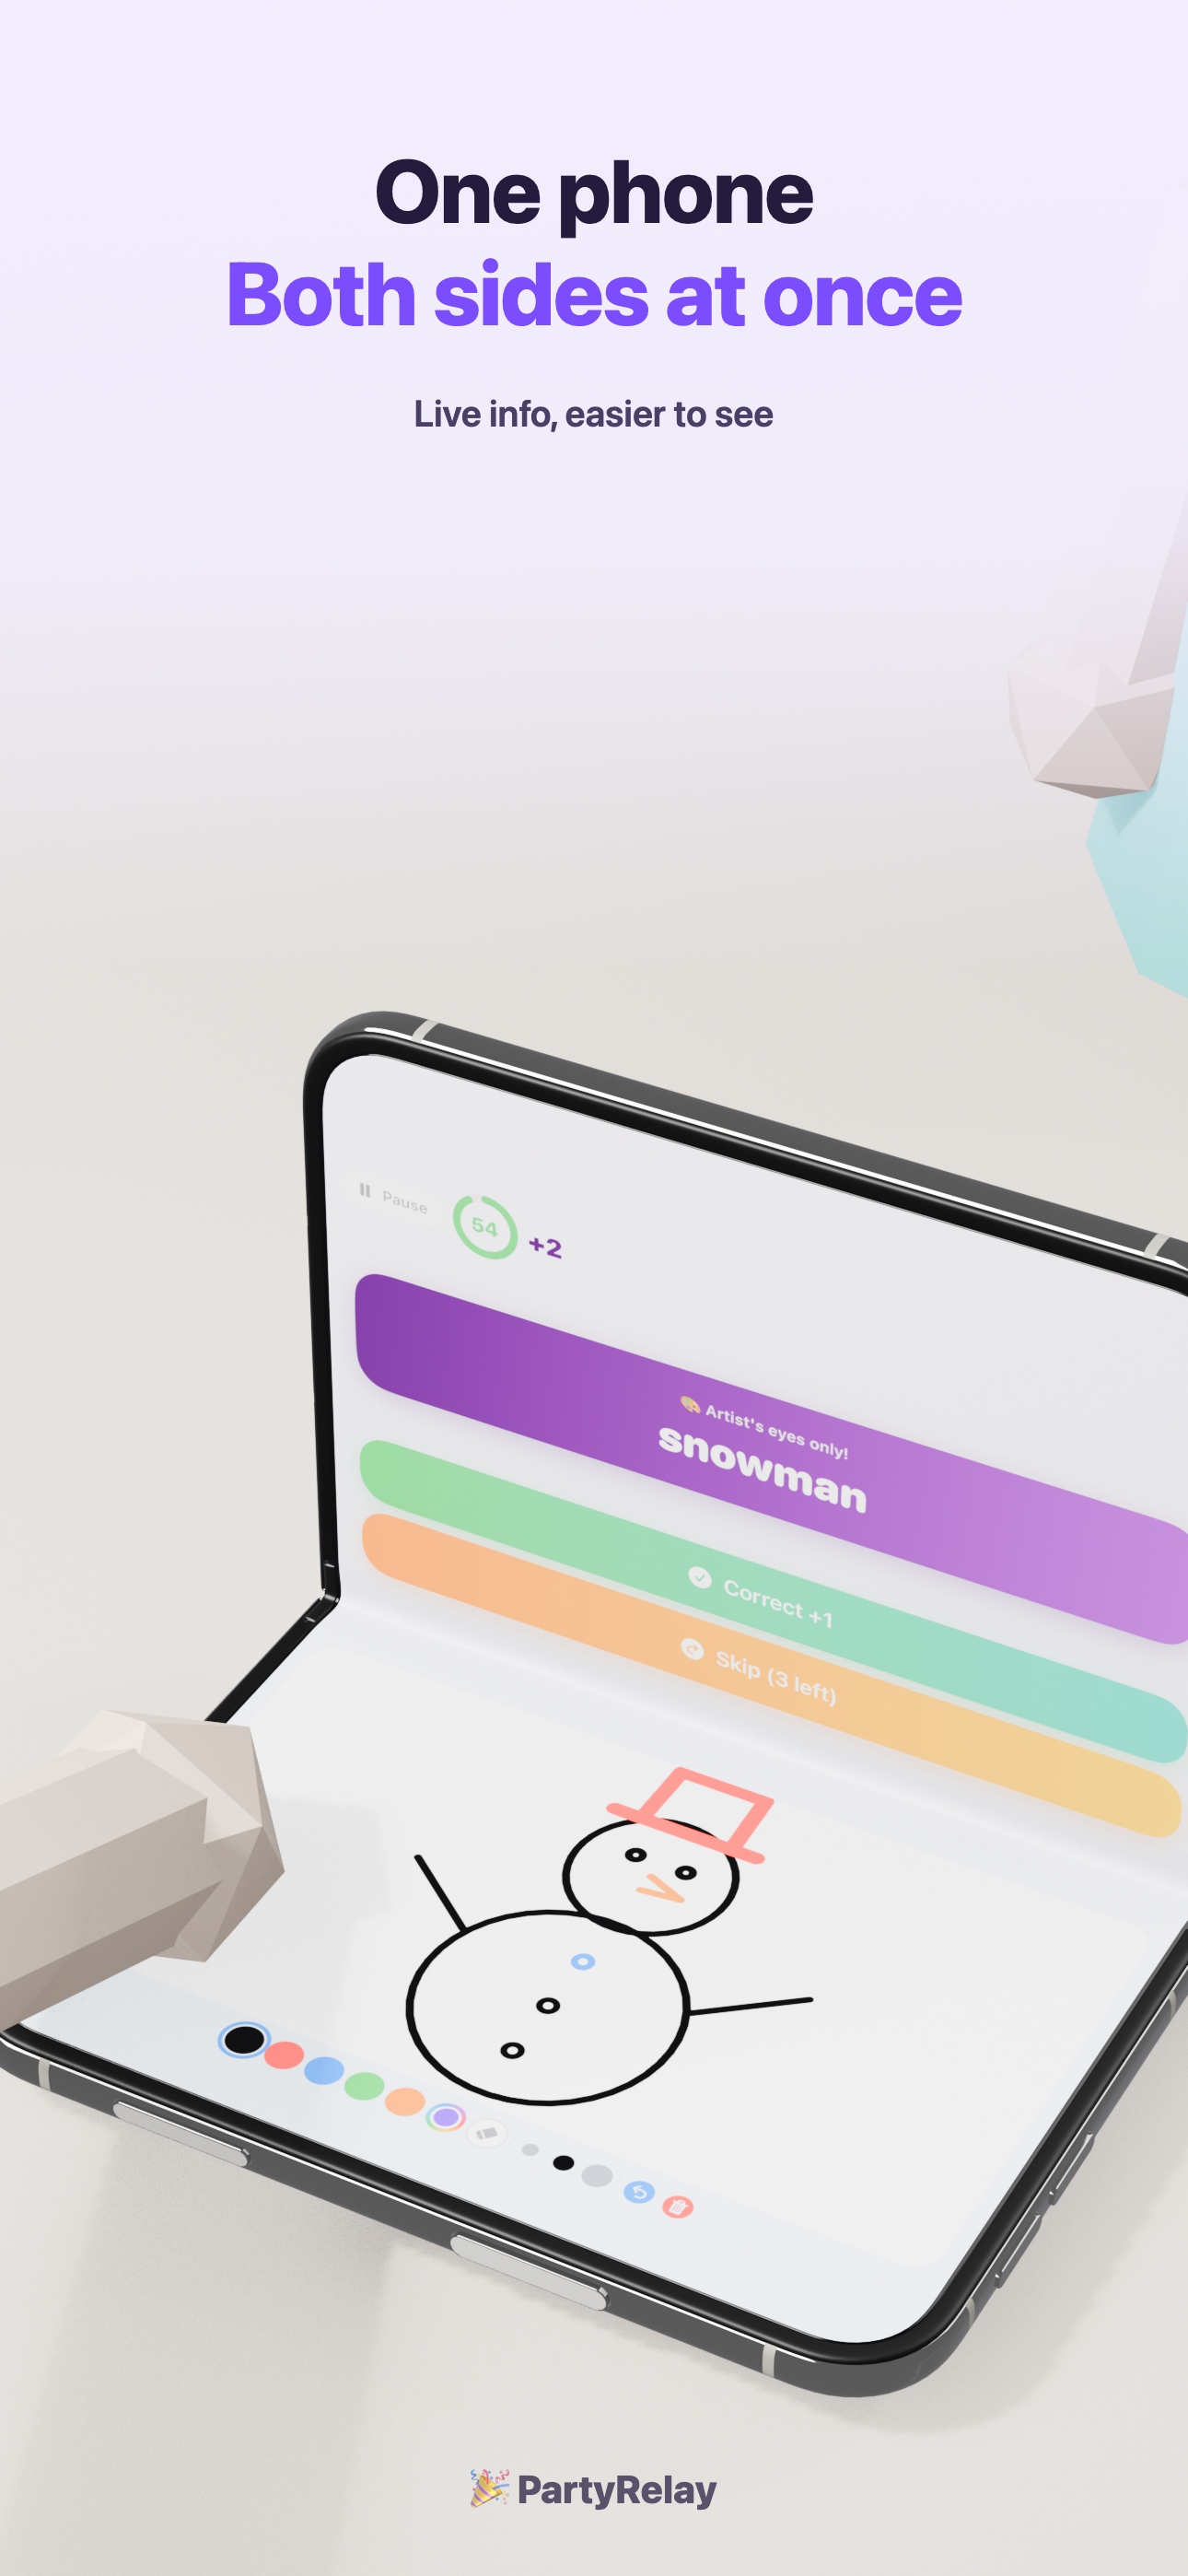 One phone
Both sides at once
Live info, easier to see
Pause
54
+2
🎨 Artist's eyes only!
snowman
Correct +1
Skip (3 left)
🎉 PartyRelay